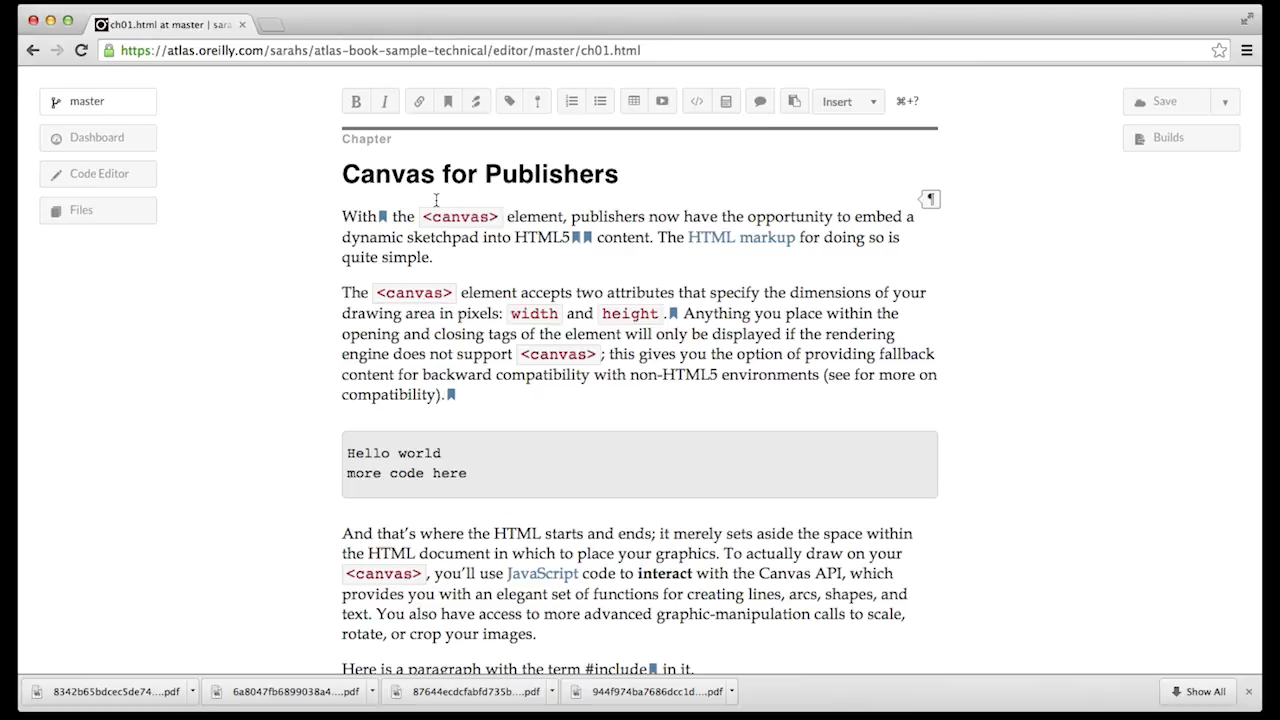 ch01.html at master | sara
https://atlas.oreilly.com/sarahs/atlas-book-sample-technical/editor/master/ch01.html
master
Dashboard
Code Editor
Files
B I </> Insert ⌘+?
Save
Builds
Chapter
Canvas for Publishers
¶
With the <canvas> element, publishers now have the opportunity to embed a
dynamic sketchpad into HTML5 content. The HTML markup for doing so is
quite simple.
The <canvas> element accepts two attributes that specify the dimensions of your
drawing area in pixels: width and height. Anything you place within the
opening and closing tags of the element will only be displayed if the rendering
engine does not support <canvas>; this gives you the option of providing fallback
content for backward compatibility with non-HTML5 environments (see for more on
compatibility).
Hello world
more code here
And that’s where the HTML starts and ends; it merely sets aside the space within
the HTML document in which to place your graphics. To actually draw on your
<canvas>, you’ll use JavaScript code to interact with the Canvas API, which
provides you with an elegant set of functions for creating lines, arcs, shapes, and
text. You also have access to more advanced graphic-manipulation calls to scale,
rotate, or crop your images.
Here is a paragraph with the term #include in it.
8342b65bdcec5de74....pdf 6a8047fb6899038a4....pdf 87644ecdcfabfd735b....pdf 944f974ba7686dcc1d....pdf Show All